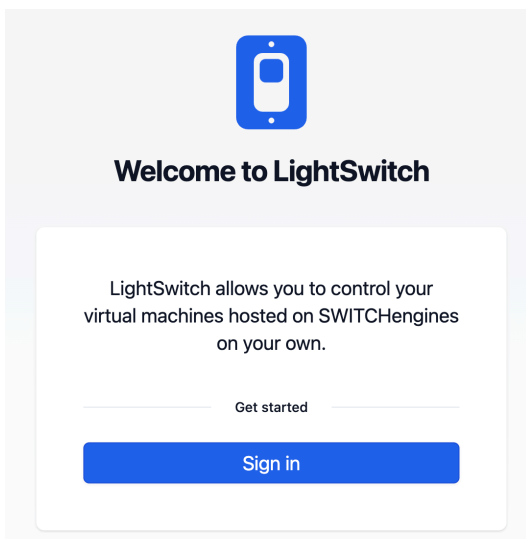 Welcome to LightSwitch
LightSwitch allows you to control your
virtual machines hosted on SWITCHengines
on your own.
Get started
Sign in